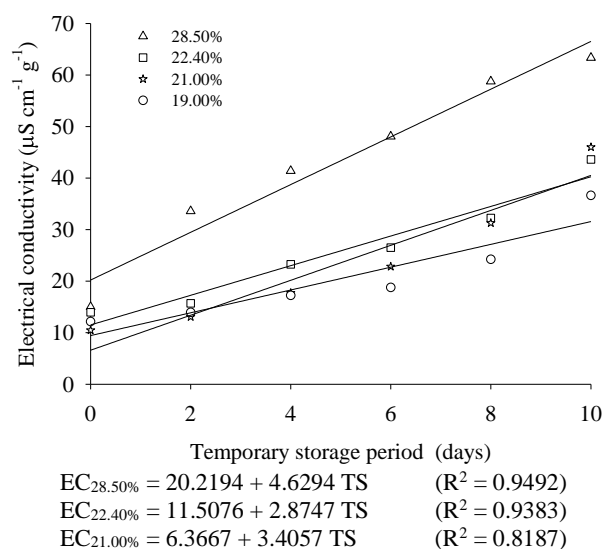 70
60
50
40
30
20
10
0
Electrical conductivity (μS cm⁻¹ g⁻¹)
28.50%
22.40%
21.00%
19.00%
0 2 4 6 8 10
Temporary storage period (days)
EC28.50% = 20.2194 + 4.6294 TS (R² = 0.9492)
EC22.40% = 11.5076 + 2.8747 TS (R² = 0.9383)
EC21.00% = 6.3667 + 3.4057 TS (R² = 0.8187)